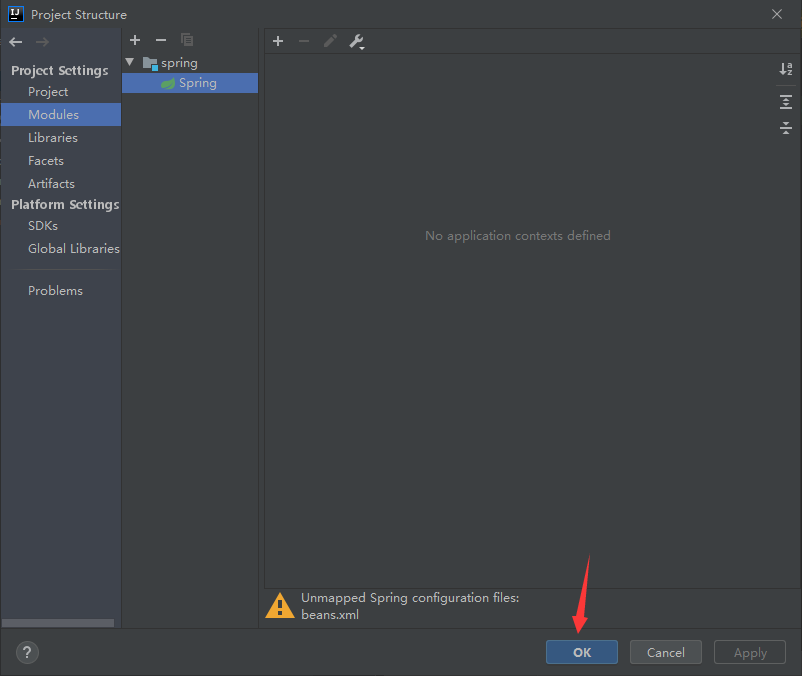 Project Structure
Project Settings
Project
Modules
Libraries
Facets
Artifacts
Platform Settings
SDKs
Global Libraries
Problems
spring
Spring
No application contexts defined
Unmapped Spring configuration files:
beans.xml
?
OK
Cancel
Apply